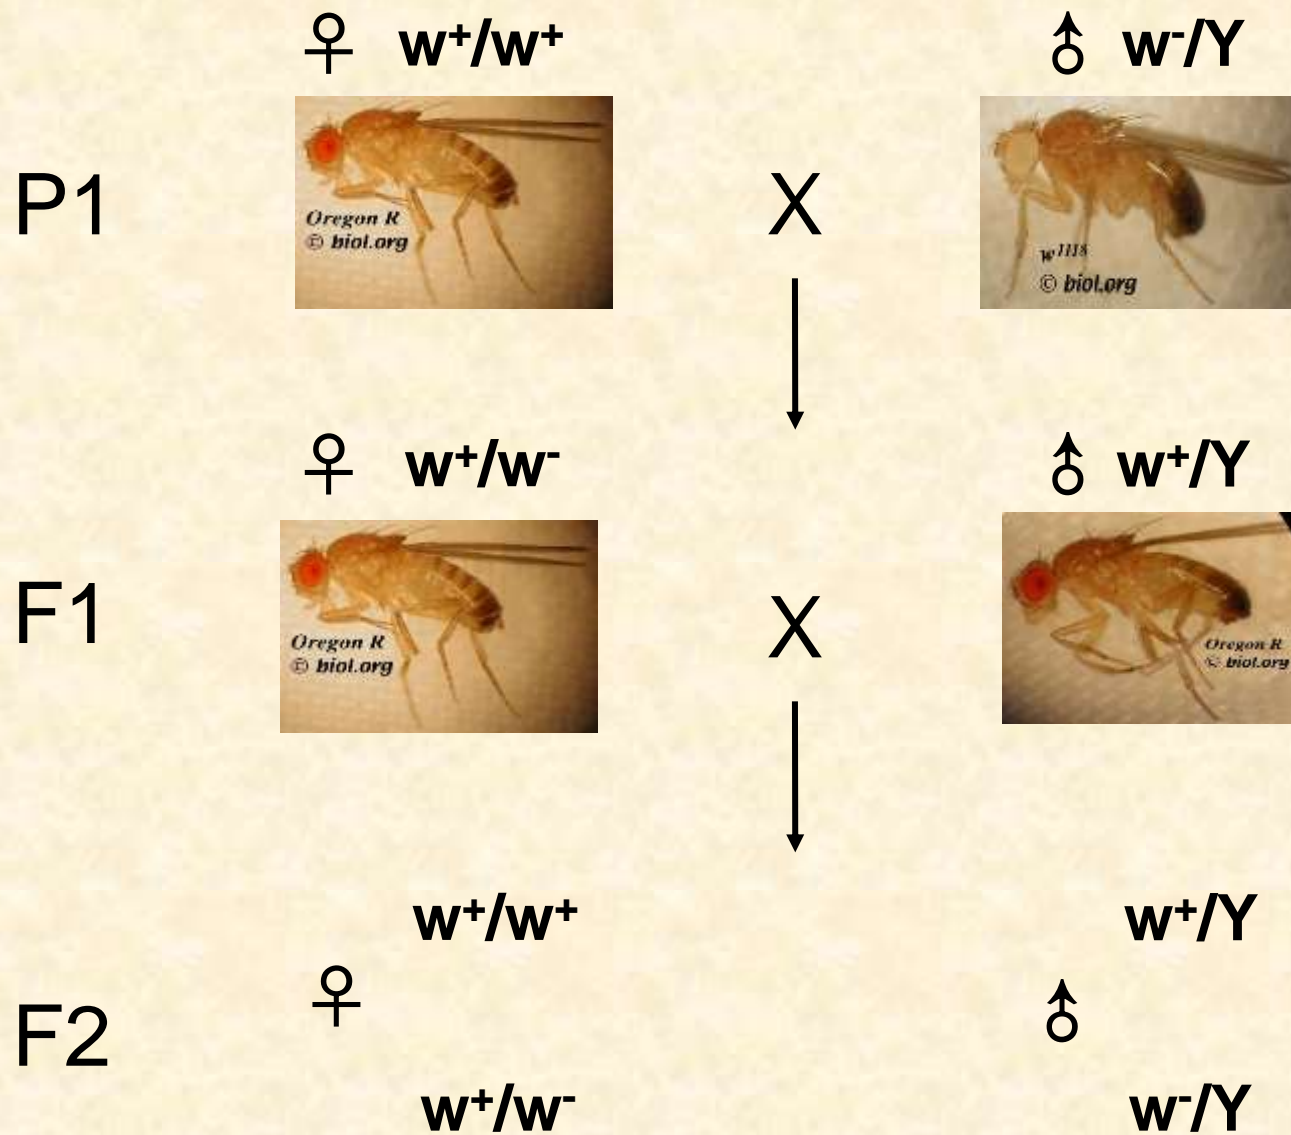 ♀ w⁺/w⁺ ♂ w⁻/Y
P1 X
Oregon R
© biol.org
w¹¹¹⁸
© biol.org
♀ w⁺/w⁻ ♂ w⁺/Y
F1 X
Oregon R
© biol.org
Oregon R
© biol.org
w⁺/w⁺ w⁺/Y
♀ ♂
F2
w⁺/w⁻ w⁻/Y